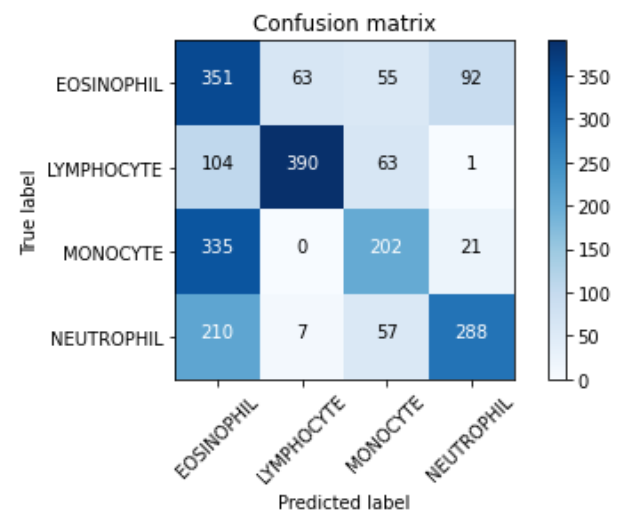 Confusion matrix
EOSINOPHIL 351 63 55 92
LYMPHOCYTE 104 390 63 1
MONOCYTE 335 0 202 21
NEUTROPHIL 210 7 57 288
True label
EOSINOPHIL LYMPHOCYTE MONOCYTE NEUTROPHIL
Predicted label
350
300
250
200
150
100
50
0